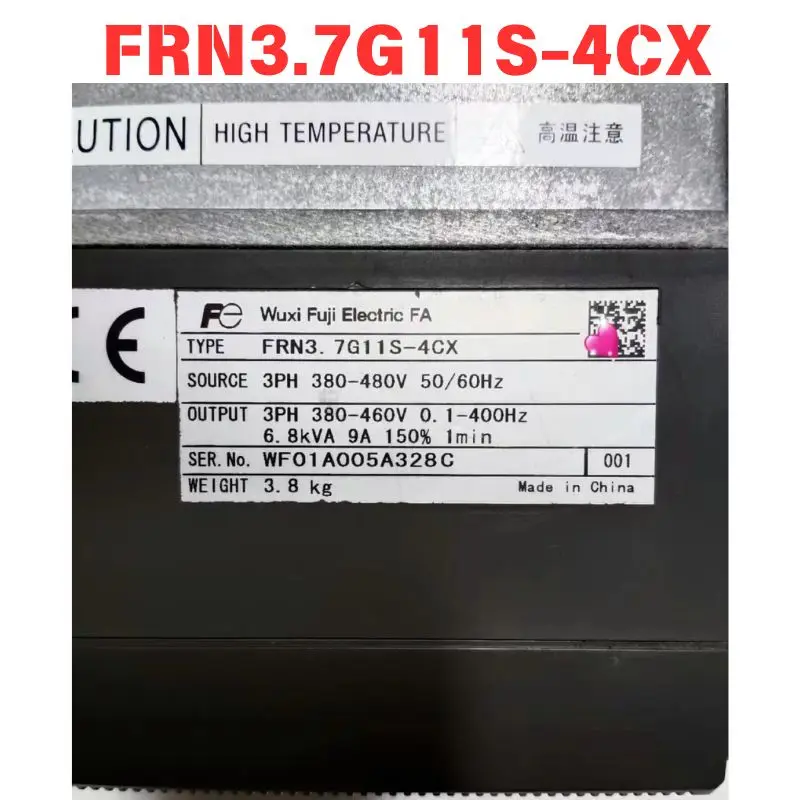 FRN3.7G11S-4CX
UTION HIGH TEMPERATURE 高温注意
CE Fe Wuxi Fuji Electric FA
TYPE FRN3.7G11S-4CX
SOURCE 3PH 380-480V 50/60Hz
OUTPUT 3PH 380-460V 0.1-400Hz
6.8kVA 9A 150% 1min
SER.No. WF01A005A328C 001
WEIGHT 3.8 kg Made in China